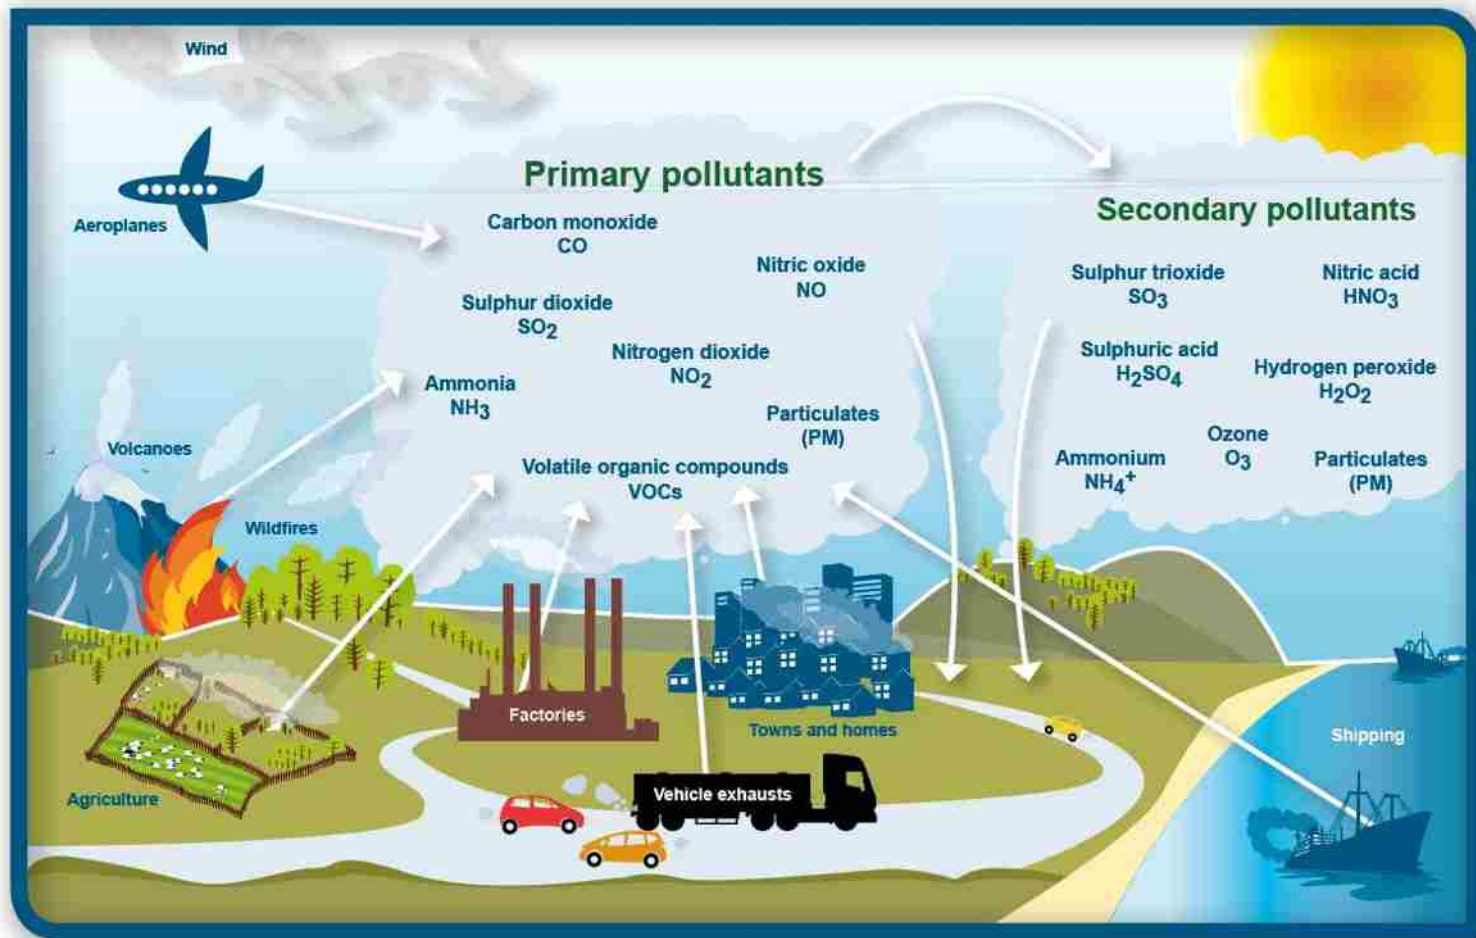 Wind
Aeroplanes
Primary pollutants
Carbon monoxide
CO
Nitric oxide
NO
Sulphur dioxide
SO2
Nitrogen dioxide
NO2
Ammonia
NH3
Particulates
(PM)
Volatile organic compounds
VOCs
Secondary pollutants
Sulphur trioxide
SO3
Nitric acid
HNO3
Sulphuric acid
H2SO4
Hydrogen peroxide
H2O2
Ozone
O3
Ammonium
NH4+
Particulates
(PM)
Volcanoes
Wildfires
Factories
Towns and homes
Shipping
Vehicle exhausts
Agriculture